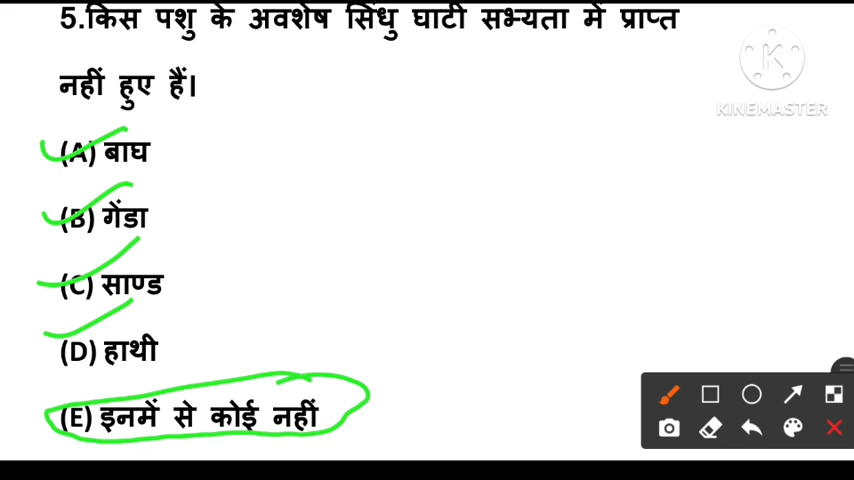 5.किस पशु के अवशेष सिंधु घाटी सभ्यता में प्राप्त
नहीं हुए हैं।
(A) बाघ
(B) गेंडा
(C) साण्ड
(D) हाथी
(E) इनमें से कोई नहीं
KINEMASTER